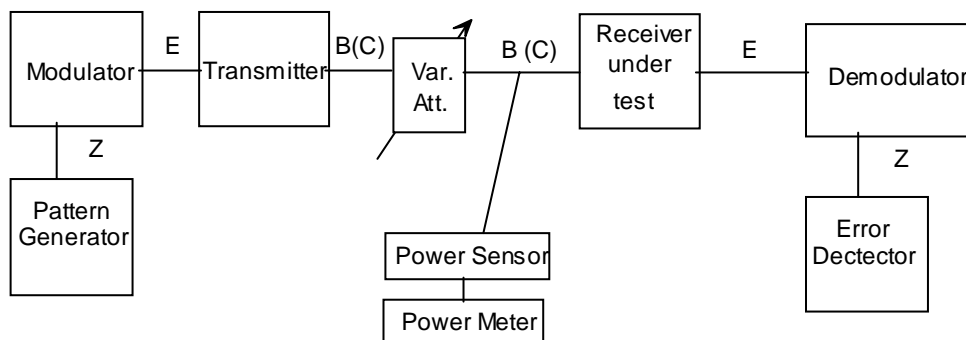 Modulator
E
Transmitter
B(C)
Var.
Att.
B (C)
Receiver
under
test
E
Demodulator
Z
Pattern
Generator
Power Sensor
Power Meter
Z
Error
Dectector